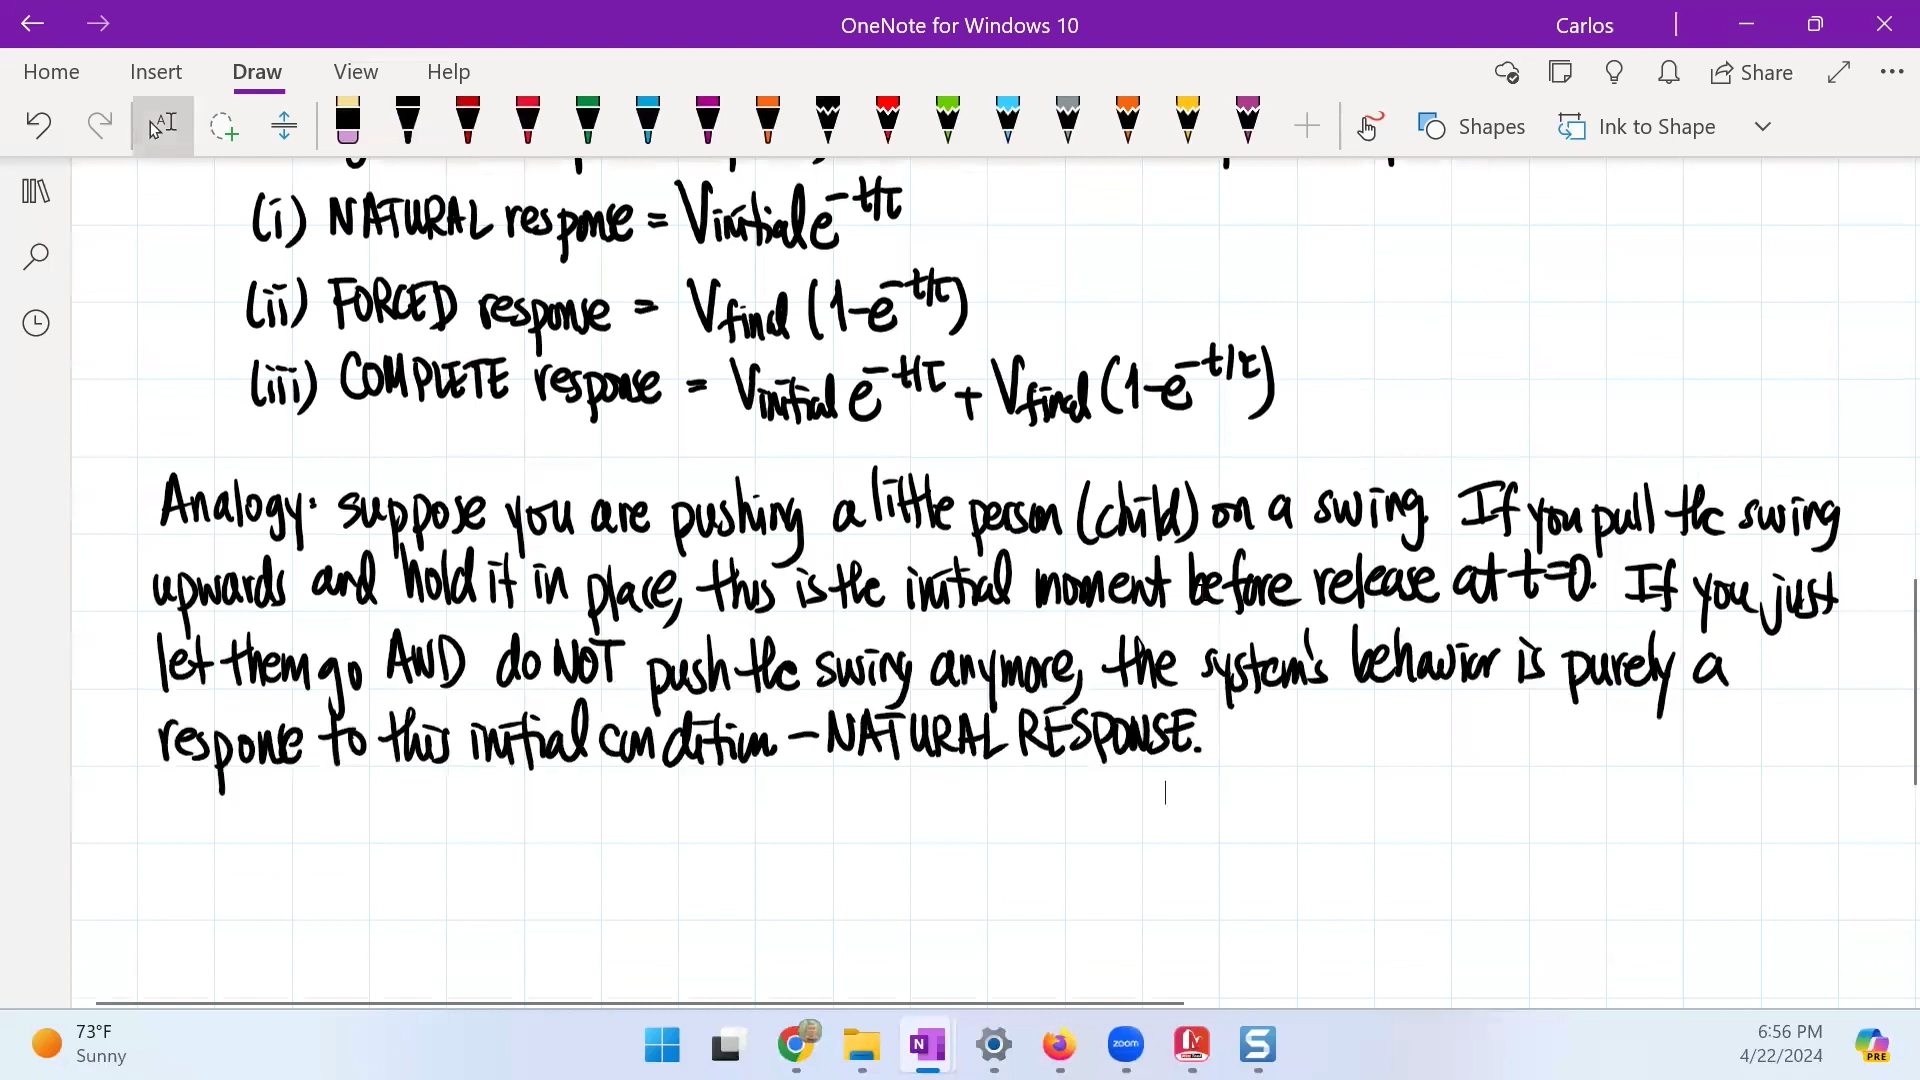 OneNote for Windows 10
Carlos
Home Insert Draw View Help
Share
Shapes
Ink to Shape
(i) NATURAL response = Vinitial e^-t/τ
(ii) FORCED response = Vfinal (1-e^-t/τ)
(iii) COMPLETE response = Vinitial e^-t/τ + Vfinal (1-e^-t/τ)
Analogy: suppose you are pushing a little person (child) on a swing. If you pull the swing
upwards and hold it in place, this is the initial moment before release at t=0. If you just
let them go AND do NOT push the swing anymore, the system's behavior is purely a
response to this initial condition - NATURAL RESPONSE.
73°F
Sunny
zoom
PRE
6:56 PM
4/22/2024